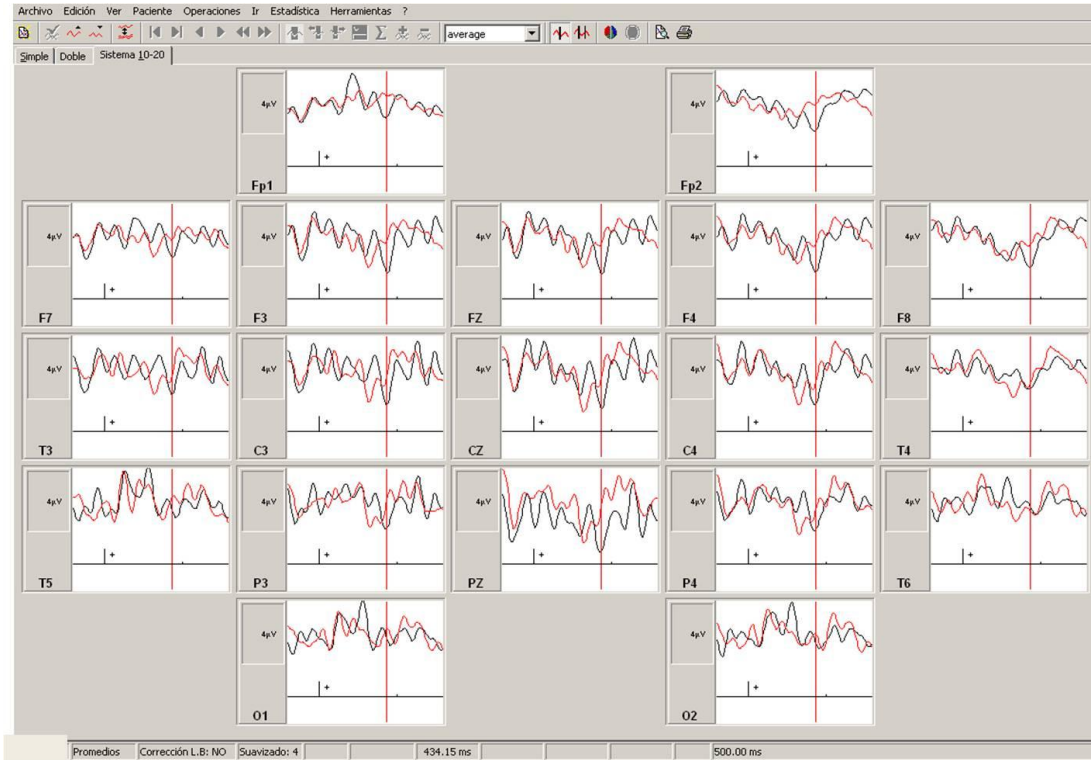 Archivo Edición Ver Paciente Operaciones Ir Estadística Herramientas ?
average
Simple Doble Sistema 10-20
4µV
Fp1
4µV
Fp2
4µV
F7
4µV
F3
4µV
FZ
4µV
F4
4µV
F8
4µV
T3
4µV
C3
4µV
CZ
4µV
C4
4µV
T4
4µV
T5
4µV
P3
4µV
PZ
4µV
P4
4µV
T6
4µV
O1
4µV
O2
Promedios Corrección L.B: NO Suavizado: 4 434.15 ms 500.00 ms